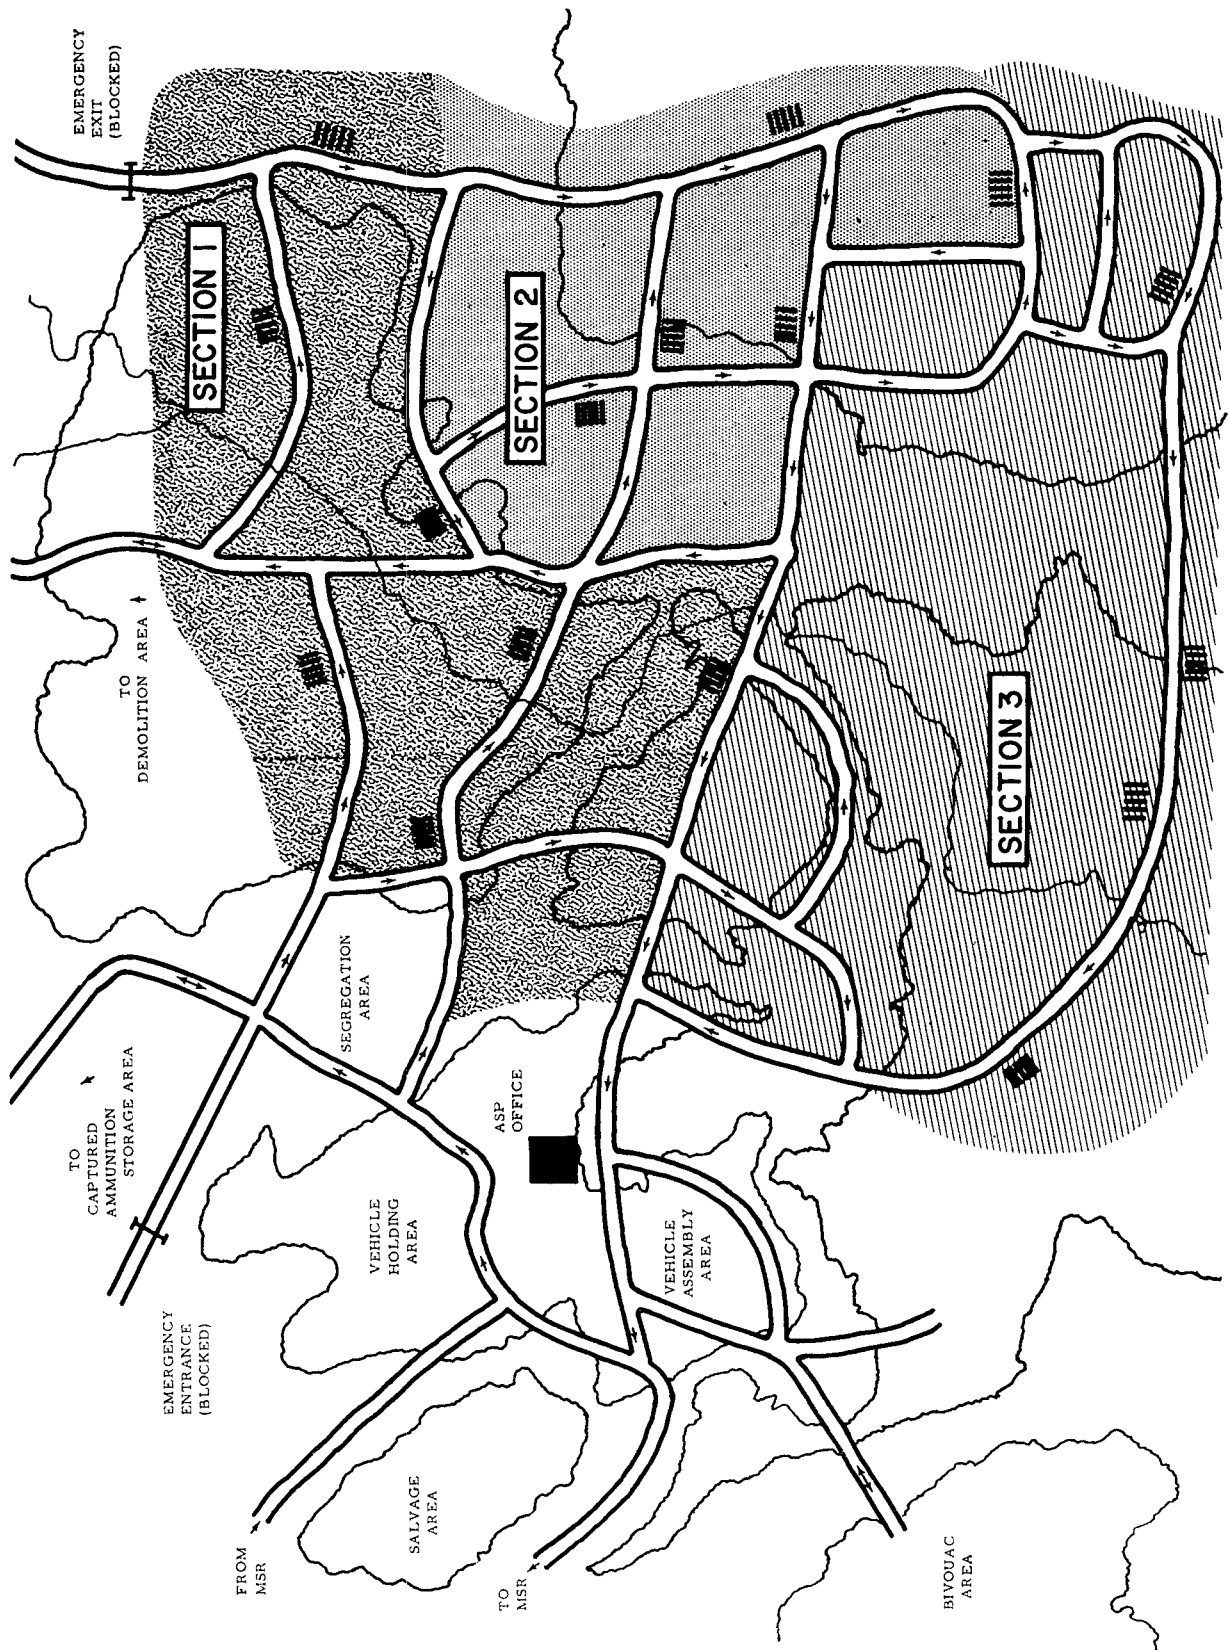 EMERGENCY
EXIT
(BLOCKED)
SECTION 1
TO
DEMOLITION AREA
SECTION 2
SECTION 3
SEGREGATION
AREA
TO
CAPTURED
AMMUNITION
STORAGE AREA
ASP
OFFICE
VEHICLE
HOLDING
AREA
VEHICLE
ASSEMBLY
AREA
EMERGENCY
ENTRANCE
(BLOCKED)
SALVAGE
AREA
FROM
MSR
TO
MSR
BIVOUAC
AREA